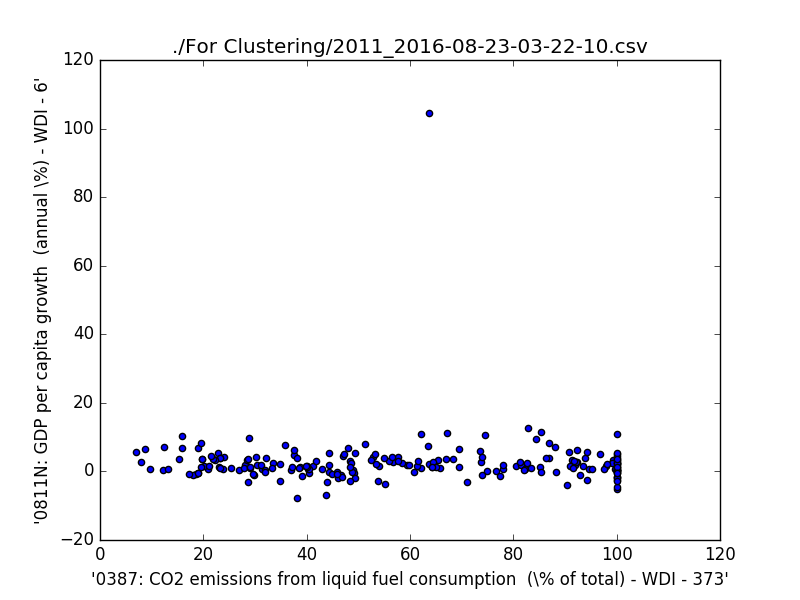 ./For Clustering/2011_2016-08-23-03-22-10.csv
120
100
80
60
40
20
0
−20
0 20 40 60 80 100 120
'0811N: GDP per capita growth  (annual \%) - WDI - 6'
'0387: CO2 emissions from liquid fuel consumption  (\% of total) - WDI - 373'